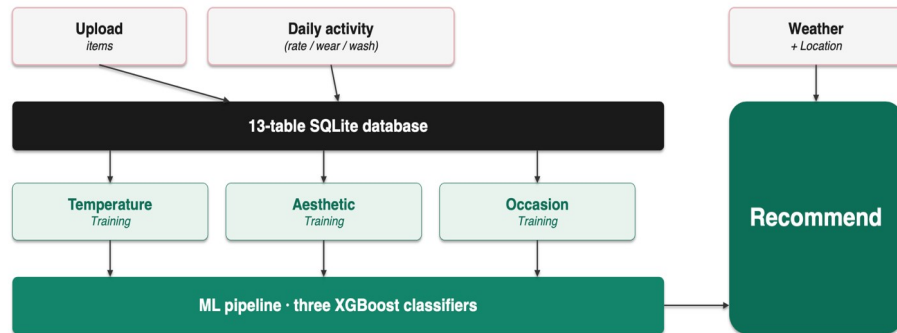 Upload
items
Daily activity
(rate / wear / wash)
Weather
+ Location
13-table SQLite database
Temperature
Training
Aesthetic
Training
Occasion
Training
Recommend
ML pipeline · three XGBoost classifiers